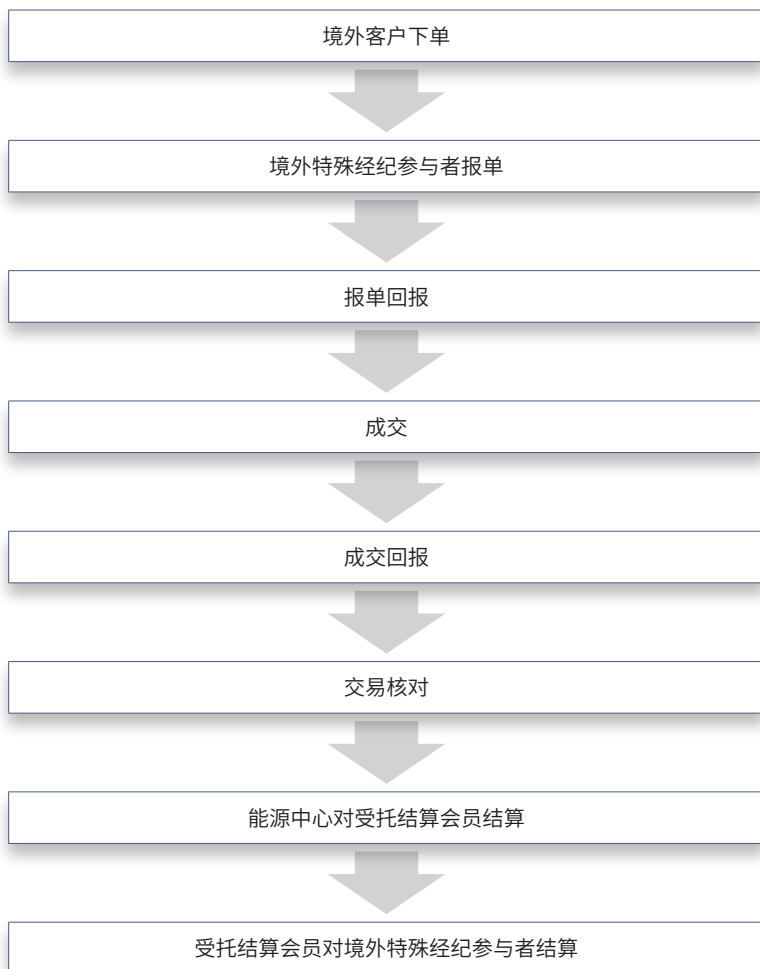 境外客户下单
境外特殊经纪参与者报单
报单回报
成交
成交回报
交易核对
能源中心对受托结算会员结算
受托结算会员对境外特殊经纪参与者结算